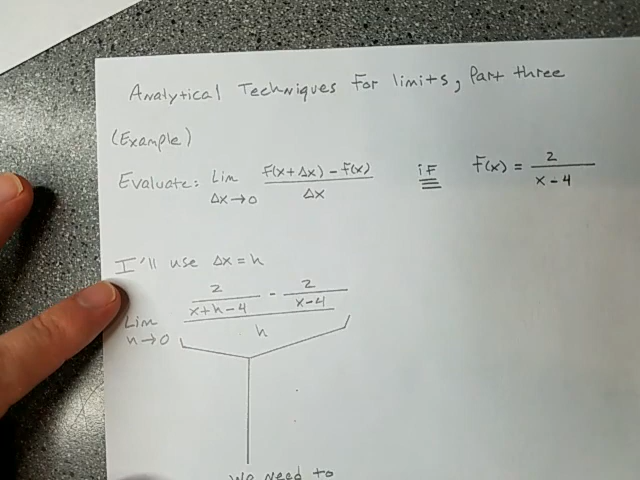 Analytical Techniques For limits, Part three
(Example)
Evaluate: Lim Δx→0 F(x+Δx)-F(x) / Δx if F(x) = 2 / x-4
I'll use Δx=h
Lim h→0 2 / x+h-4 - 2 / x-4 / h
We need to